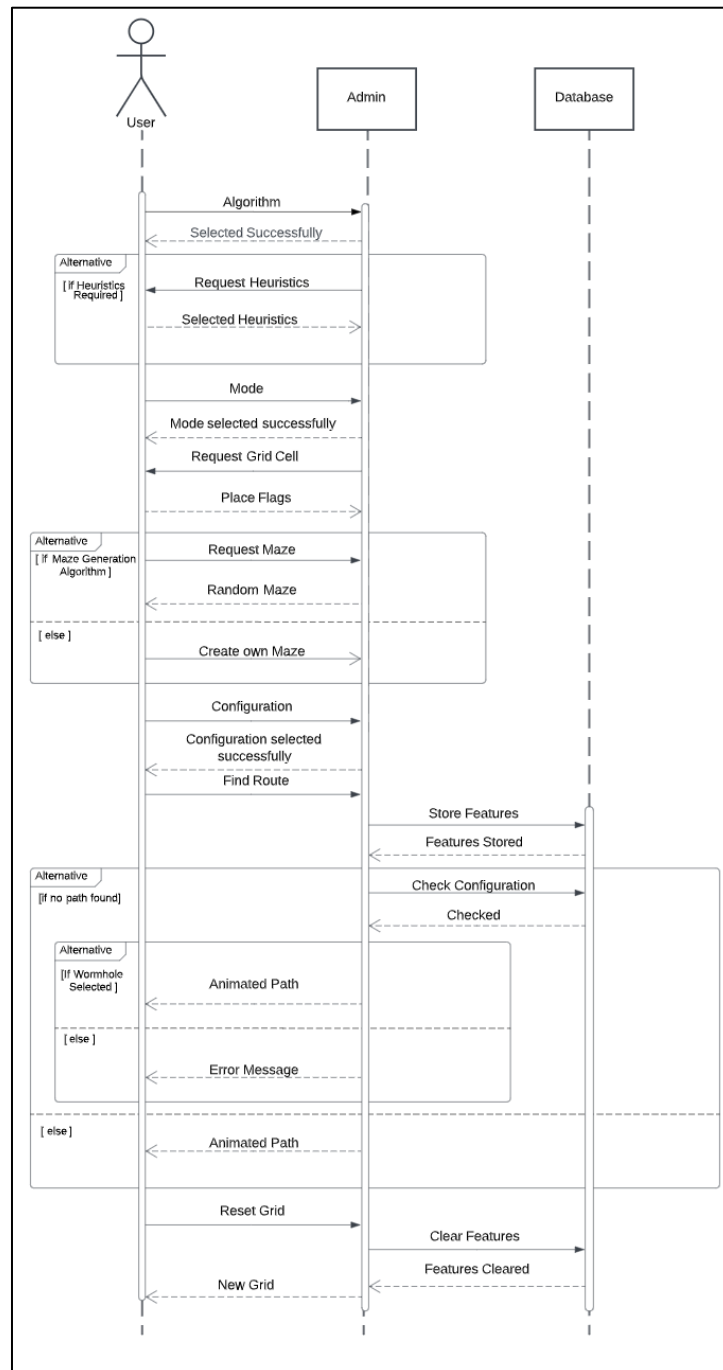 User
Admin
Database
Algorithm
Selected Successfully
Alternative
[ if Heuristics
Required ]
Request Heuristics
Selected Heuristics
Mode
Mode selected successfully
Request Grid Cell
Place Flags
Alternative
[ if Maze Generation
Algorithm ]
Request Maze
Random Maze
[ else ]
Create own Maze
Configuration
Configuration selected
successfully
Find Route
Store Features
Features Stored
Alternative
[if no path found]
Check Configuration
Checked
Alternative
[If Wormhole
Selected ]
Animated Path
[ else ]
Error Message
[ else ]
Animated Path
Reset Grid
Clear Features
Features Cleared
New Grid